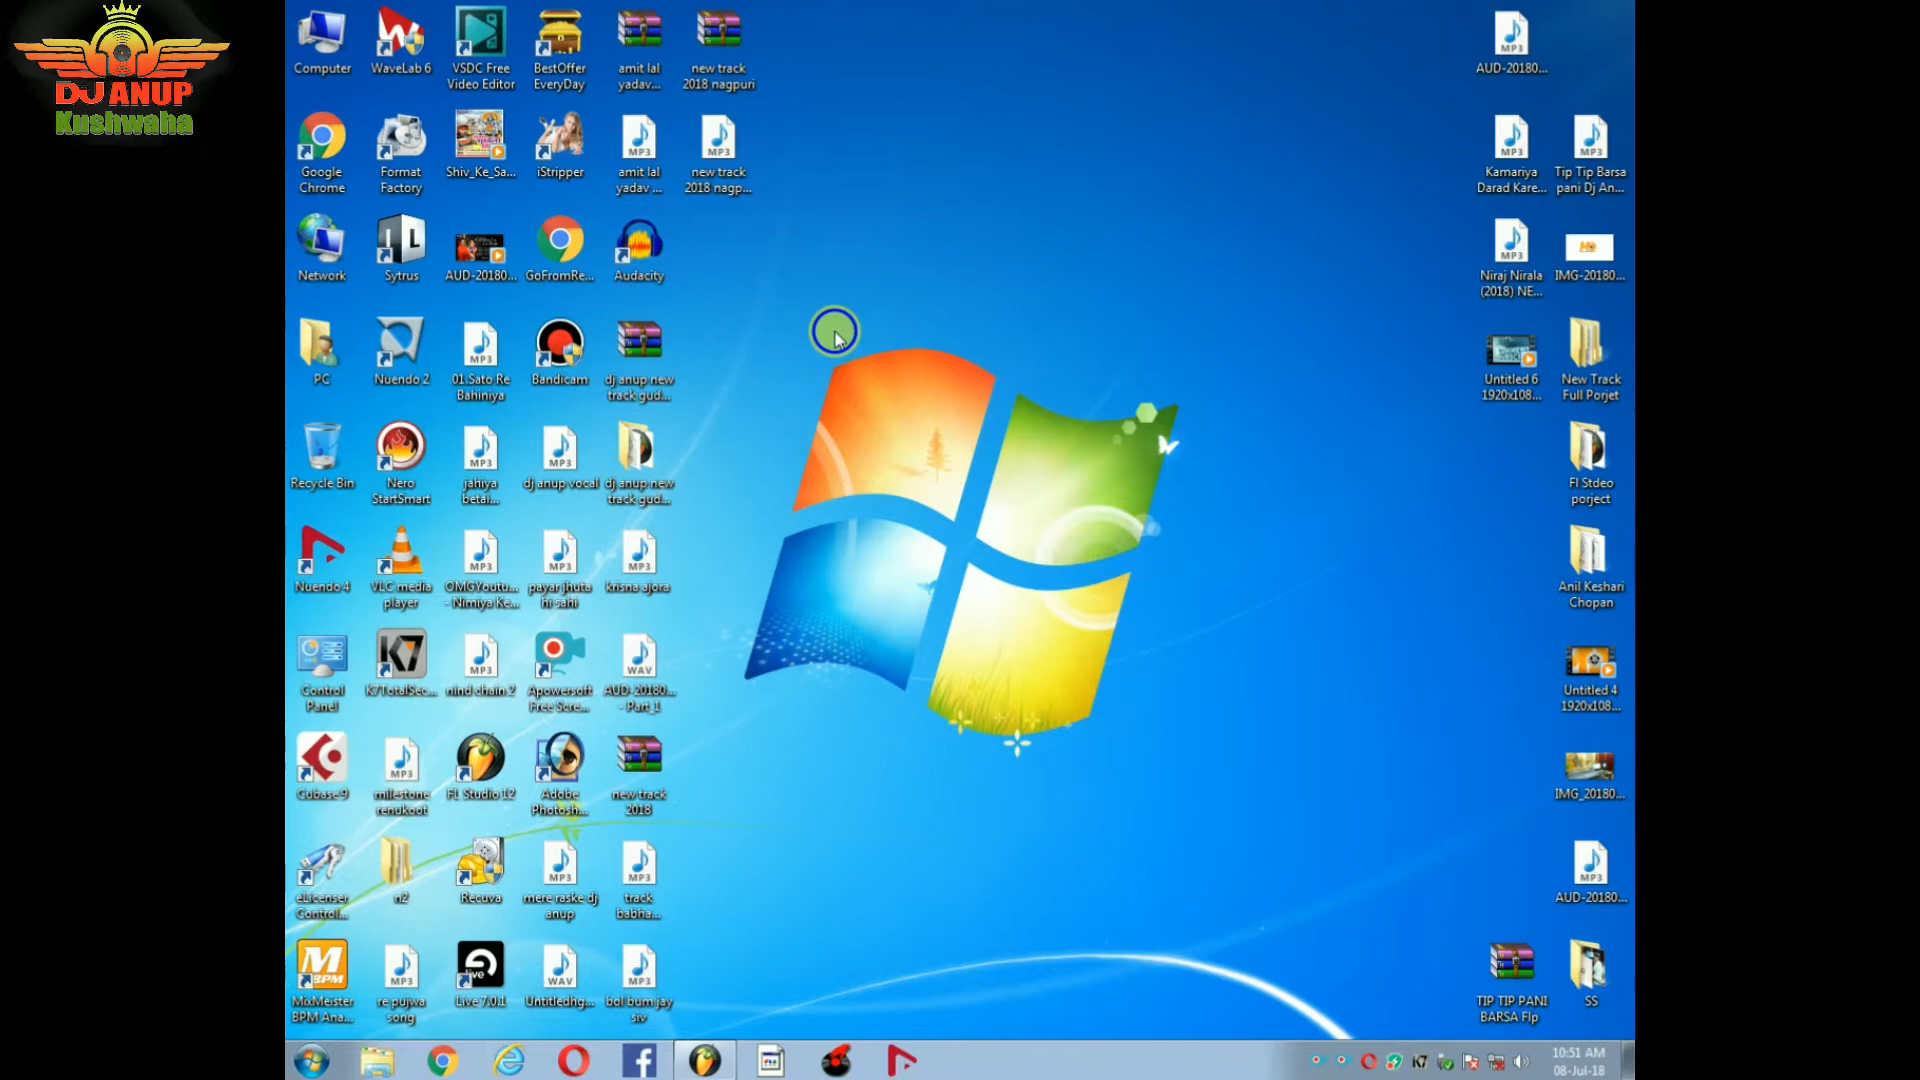 DJ ANUP
Kushwaha
Computer
WaveLab 6
VSDC Free
Video Editor
BestOffer
EveryDay
amit lal
yadav...
new track
2018 nagpuri
AUD-20180...
Google
Chrome
Format
Factory
Shiv_Ke_Sa...
iStripper
amit lal
yadav ...
new track
2018 nagp...
Kamariya
Darad Kare...
Tip Tip Barsa
pani Dj An...
Network
Sytrus
AUD-20180...
GoFromRe...
Audacity
Niraj Nirala
(2018) NE...
IMG-20180...
PC
Nuendo 2
01.Sato Re
Bahiniya
Bandicam
dj anup new
track gud...
Untitled 6
1920x108...
New Track
Full Porjet
Recycle Bin
Nero
StartSmart
jahiya
betai...
dj anup vocal
dj anup new
track gud...
Fl Stdeo
porject
Nuendo 4
VLC media
player
OMGYoutu...
- Nimiya Ke...
payar jhuta
hi sahi
krisna ajora
Anil Keshari
Chopan
Control
Panel
K7TotalSec...
nind chain 2
Apowersoft
Free Scre...
AUD-20180...
- Part_1
Untitled 4
1920x108...
Cubase 9
milestone
renukoot
FL Studio 12
Adobe
Photosh...
new track
2018
IMG_20180...
eLicenser
Control...
n2
Recuva
mere raske dj
anup
track
babha...
AUD-20180...
MixMeister
BPM Ana...
re pujwa
song
Live 7.0.1
Untitledhg...
bol bum jay
siv
TIP TIP PANI
BARSA Flp
SS
10:51 AM
08-Jul-18